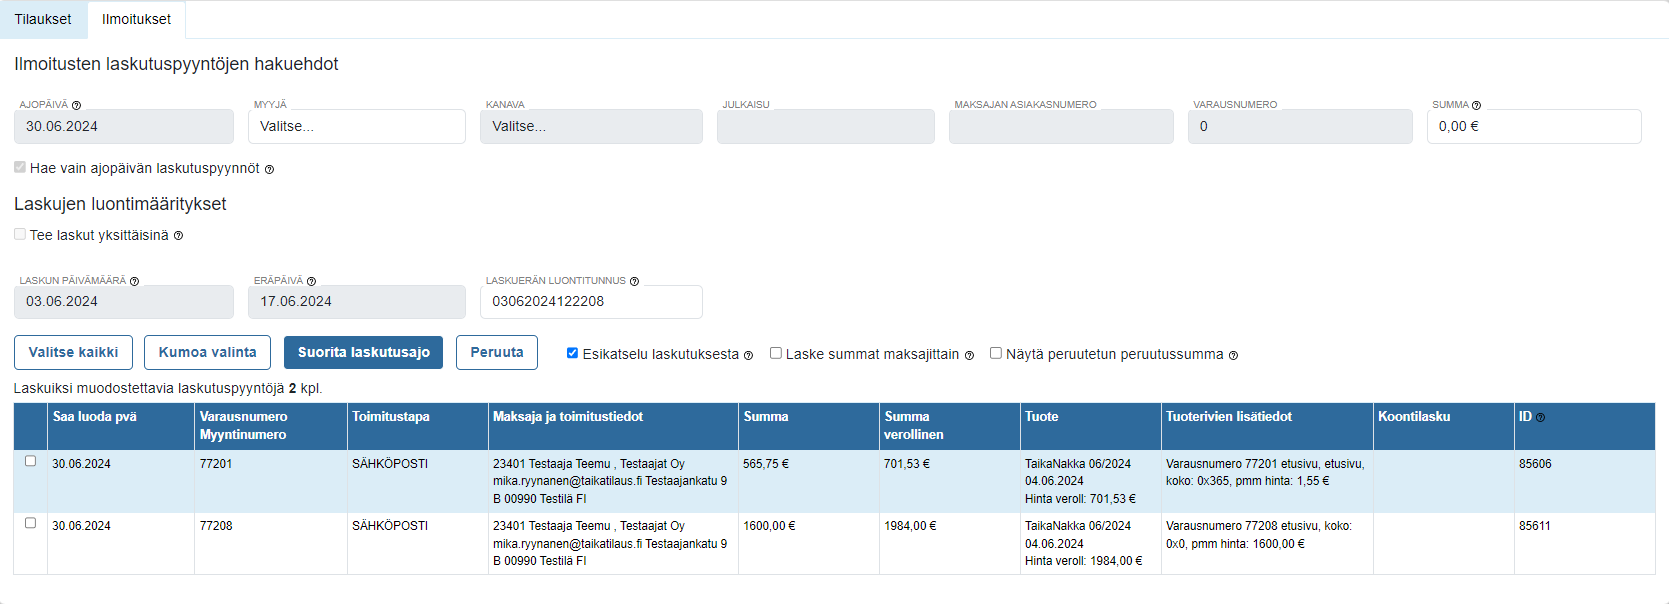 Tilaukset Ilmoitukset
Ilmoitusten laskutuspyyntöjen hakuehdot
AJOPÄIVÄ MYYJÄ KANAVA JULKAISU MAKSAJAN ASIAKASNUMERO VARAUSNUMERO SUMMA
30.06.2024 Valitse... Valitse... 0 0,00 €
Hae vain ajopäivän laskutuspyynnöt
Laskujen luontimääritykset
Tee laskut yksittäisinä
LASKUN PÄIVÄMÄÄRÄ ERÄPÄIVÄ LASKUERÄN LUONTITUNNUS
03.06.2024 17.06.2024 03062024122208
Valitse kaikki Kumoa valinta Suorita laskutusajo Peruuta Esikatselu laskutuksesta Laske summat maksajittain Näytä peruutetun peruutussumma
Laskuiksi muodostettavia laskutuspyyntöjä 2 kpl.
Saa luoda pvä Varausnumero Toimitustapa Maksaja ja toimitustiedot Summa Summa Tuote Tuoterivien lisätiedot Koontilasku ID
Myyntinumero verollinen
30.06.2024 77201 SÄHKÖPOSTI 23401 Testaaja Teemu , Testaajat Oy 565,75 € 701,53 € TaikaNakka 06/2024 Varausnumero 77201 etusivu, etusivu, 85606
mika.ryynanen@taikatilaus.fi Testaajankatu 9 04.06.2024 koko: 0x365, pmm hinta: 1,55 €
B 00990 Testilä FI Hinta veroll: 701,53 €
30.06.2024 77208 SÄHKÖPOSTI 23401 Testaaja Teemu , Testaajat Oy 1600,00 € 1984,00 € TaikaNakka 06/2024 Varausnumero 77208 etusivu, koko: 85611
mika.ryynanen@taikatilaus.fi Testaajankatu 9 04.06.2024 0x0, pmm hinta: 1600,00 €
B 00990 Testilä FI Hinta veroll: 1984,00 €